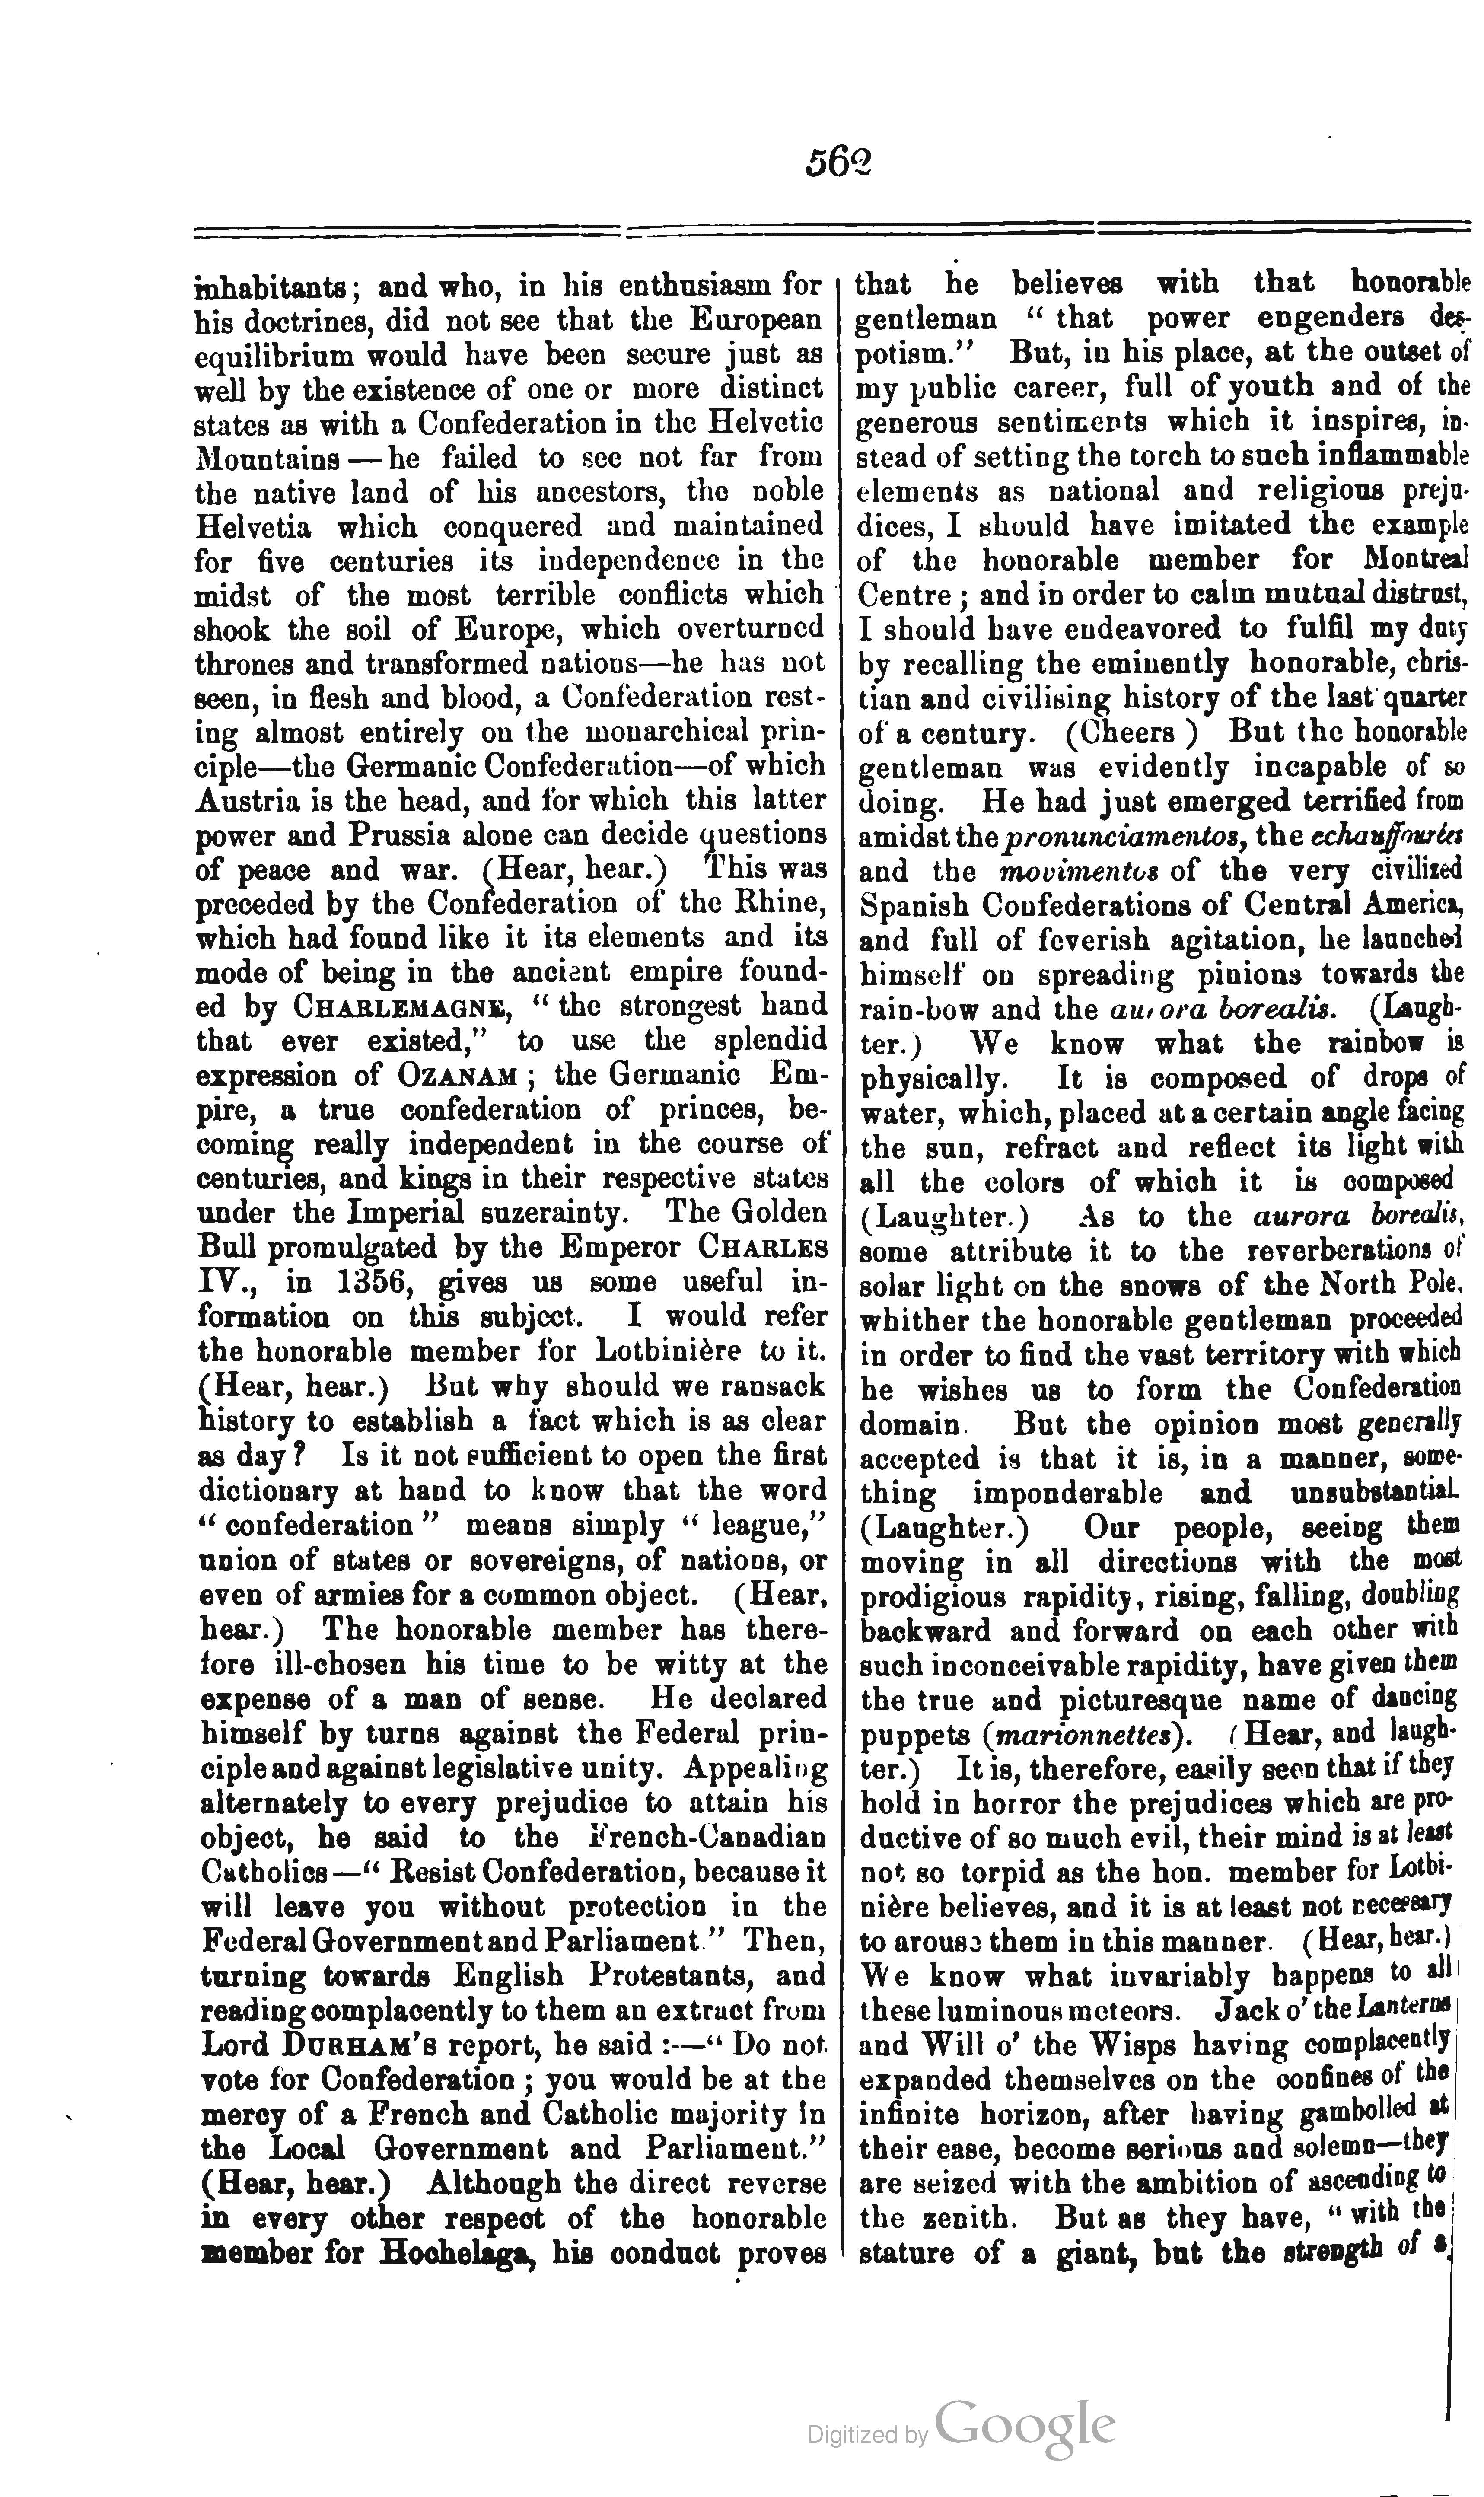 562
inhabitants; and who, in his enthusiasm for
his doctrines, did not see that the European
equilibrium would have been secure just as
well by the existence of one or more distinct
states as with a Confederation in the Helvetic
Mountains — he failed to see not far from
the native land of his ancestors, the noble
Helvetia which conquered and maintained
for five centuries its independence in the
midst of the most terrible conflicts which
shook the soil of Europe, which overturned
thrones and transformed nations—he has not
seen, in flesh and blood, a Confederation rest-
ing almost entirely on the monarchical prin-
ciple—the Germanic Confederation—of which
Austria is the head, and for which this latter
power and Prussia alone can decide questions
of peace and war. (Hear, hear.) This was
preceded by the Confederation of the Rhine,
which had found like it its elements and its
mode of being in the ancient empire found-
ed by CHARLEMAGNE, “ the strongest hand
that ever existed,” to use the splendid
expression of OZANAM ; the Germanic Em-
pire, a true confederation of princes, be-
coming really independent in the course of
centuries, and kings in their respective states
under the Imperial suzerainty. The Golden
Bull promulgated by the Emperor CHARLES
IV., in 1356, gives us some useful in-
formation on this subject. I would refer
the honorable member for Lotbinière to it.
(Hear, hear.) But why should we ransack
history to establish a fact which is as clear
as day? Is it not sufficient to open the first
dictionary at hand to know that the word
“ confederation ” means simply “ league,”
union of states or sovereigns, of nations, or
even of armies for a common object. (Hear,
hear.) The honorable member has there-
fore ill-chosen his time to be witty at the
expense of a man of sense. He declared
himself by turns against the Federal prin-
ciple and against legislative unity. Appealing
alternately to every prejudice to attain his
object, he said to the French-Canadian
Catholics—“ Resist Confederation, because it
will leave you without protection in the
Federal Government and Parliament.” Then,
turning towards English Protestants, and
reading complacently to them an extract from
Lord DURHAM’S report, he said :—“ Do not
vote for Confederation ; you would be at the
mercy of a French and Catholic majority in
the Local Government and Parliament.”
(Hear, hear.) Although the direct reverse
in every other respect of the honorable
member for Hochelaga, his conduct proves
that he believes with that honorable
gentleman “ that power engenders des-
potism.” But, in his place, at the outset of
my public career, full of youth and of the
generous sentiments which it inspires, in-
stead of setting the torch to such inflammable
elements as national and religious preju-
dices, I should have imitated the example
of the honorable member for Montreal
Centre ; and in order to calm mutual distrust,
I should have endeavored to fulfil my duty
by recalling the eminently honorable, chris-
tian and civilising history of the last quarter
of a century. (Cheers ) But the honorable
gentleman was evidently incapable of so
doing. He had just emerged terrified from
amidst the pronunciamentos, the echauffouries
and the movimentos of the very civilized
Spanish Confederations of Central America,
and full of feverish agitation, he launched
himself on spreading pinions towards the
rain-bow and the aurora borealis. (Laugh-
ter.) We know what the rainbow is
physically. It is composed of drops of
water, which, placed at a certain angle facing
the sun, refract and reflect its light with
all the colors of which it is composed
(Laughter.) As to the aurora borealis,
some attribute it to the reverberations of
solar light on the snows of the North Pole,
whither the honorable gentleman proceeded
in order to find the vast territory with which
he wishes us to form the Confederation
domain. But the opinion most generally
accepted is that it is, in a manner, some-
thing imponderable and unsubstantial.
(Laughter.) Our people, seeing them
moving in all directions with the most
prodigious rapidity, rising, falling, doubling
backward and forward on each other with
such inconceivable rapidity, have given them
the true and picturesque name of dancing
puppets (marionnettes). (Hear, and laugh-
ter.) It is, therefore, easily seen that if they
hold in horror the prejudices which are pro-
ductive of so much evil, their mind is at least
not so torpid as the hon. member for Lotbi-
nière believes, and it is at least not necessary
to arouse them in this manner. (Hear, hear.)
We know what invariably happens to all
these luminous meteors. Jack o’ the Lanterns
and Will o’ the Wisps having complacently
expanded themselves on the confines of the
infinite horizon, after having gambolled at
their ease, become serious and solemn—they
are seized with the ambition of ascending to
the zenith. But as they have, “ with the
stature of a giant, but the strength of a
Digitized by Google